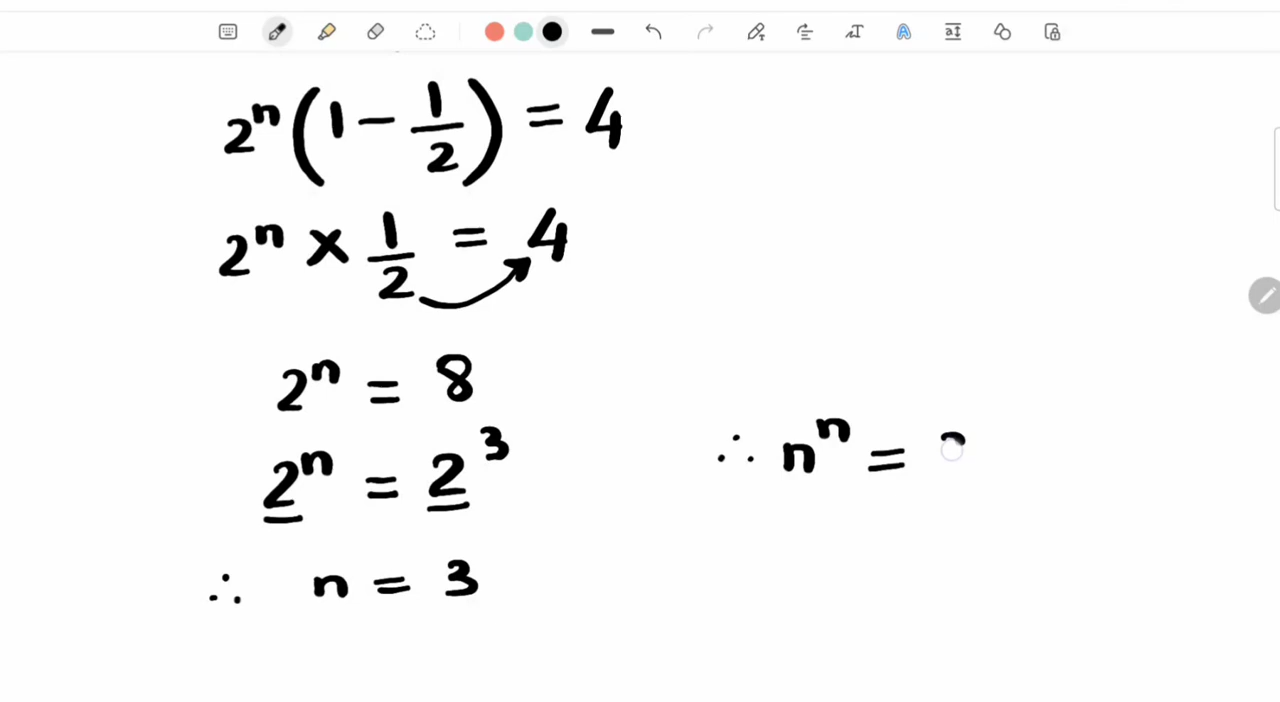 2ⁿ(1 − 1/2) = 4
2ⁿ × 1/2 = 4
2ⁿ = 8
2ⁿ = 2³
∴ n = 3
∴ nⁿ =